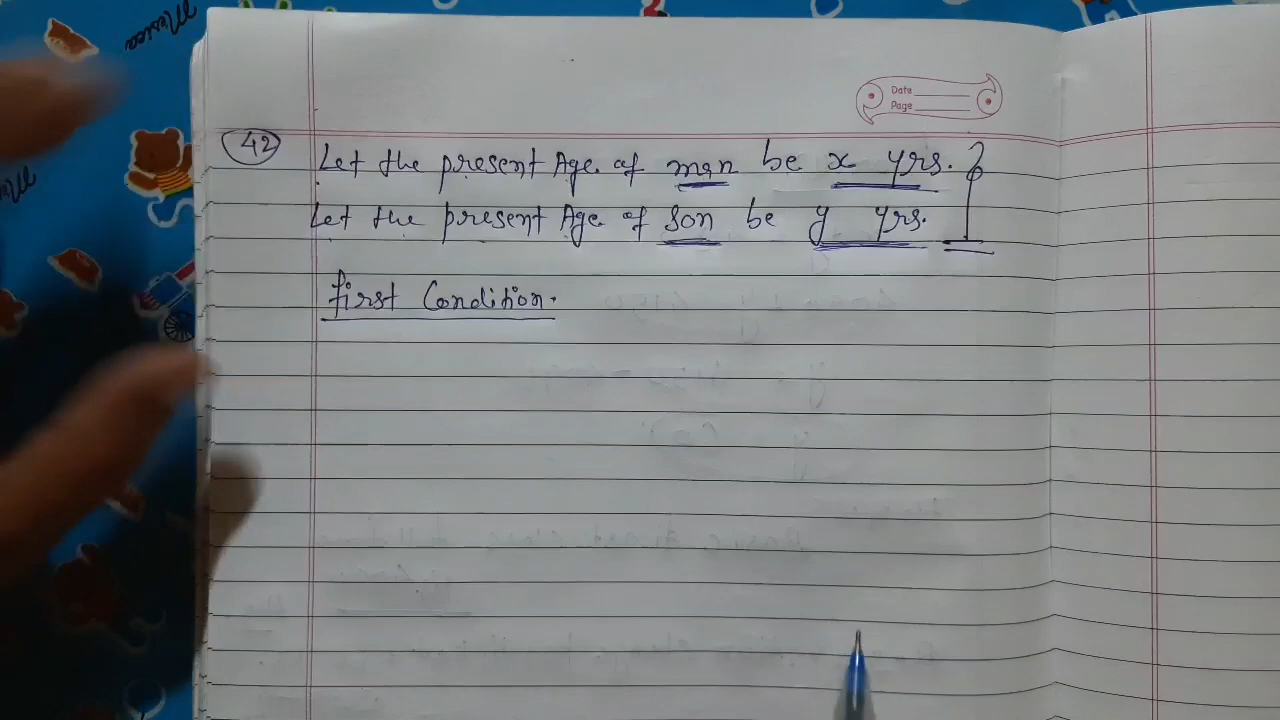 Musica
Date
Page
42
Let the present Age of man be x yrs.
Let the present Age of son be y yrs.
first Condition.